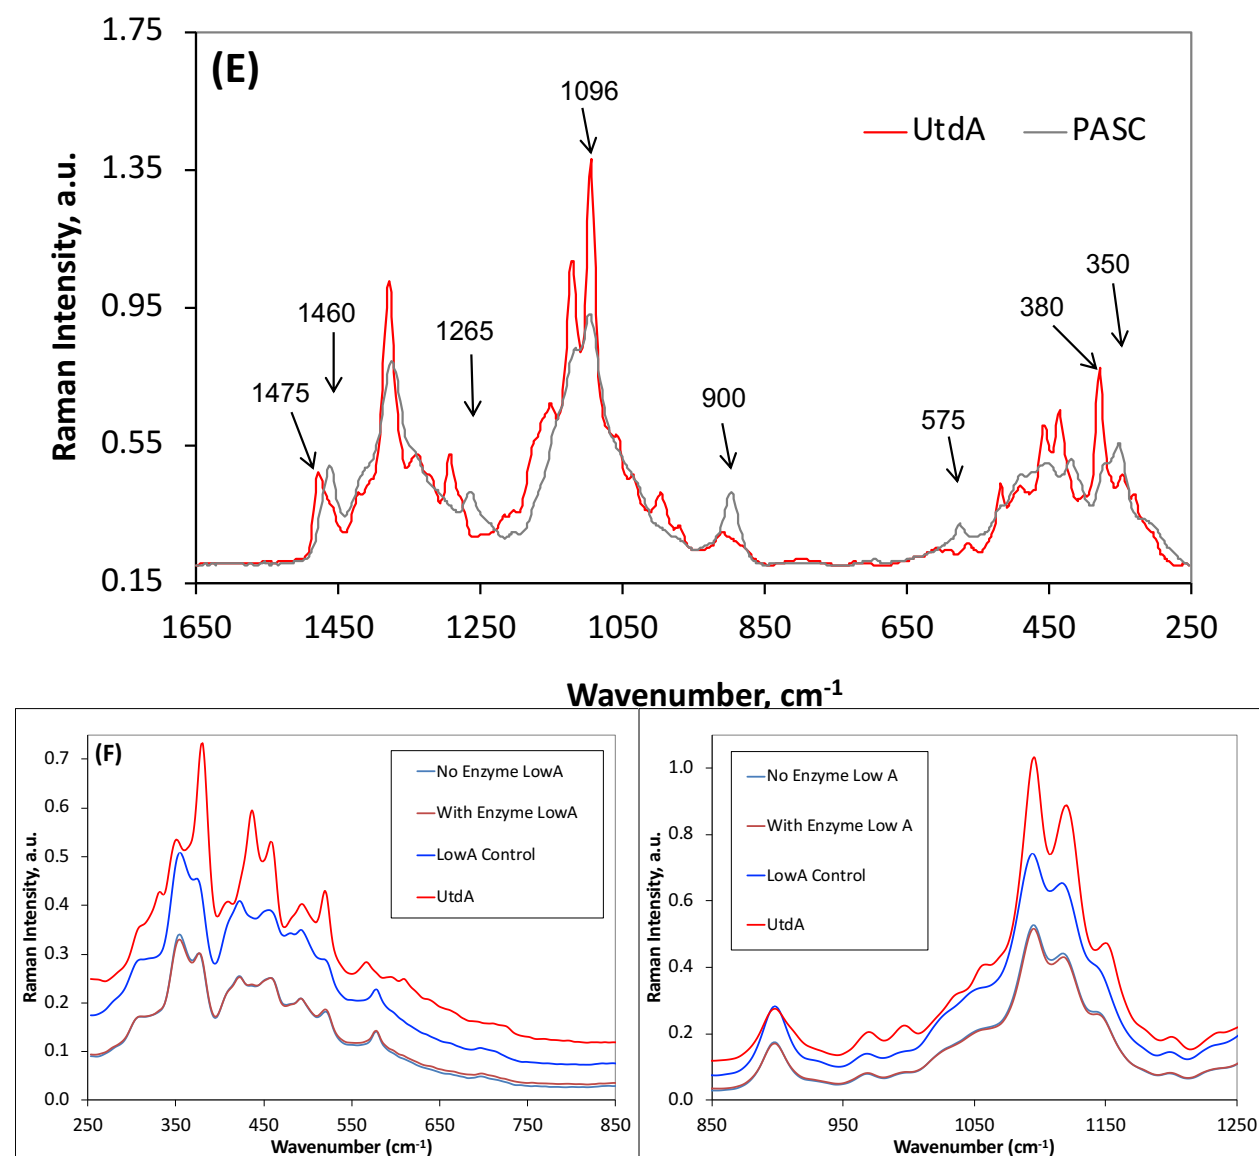 1.75
(E)
1096
UtdA PASC
1.35
350
0.95
1460
1265
380
1475
900
575
0.55
0.15
Raman Intensity, a.u.
1650 1450 1250 1050 850 650 450 250
Wavenumber, cm-1
(F)
0.7
0.6
0.5
0.4
0.3
0.2
0.1
0.0
Raman Intensity, a.u.
No Enzyme LowA
With Enzyme LowA
LowA Control
UtdA
250 350 450 550 650 750 850
Wavenumber (cm-1)
1.0
0.8
0.6
0.4
0.2
0.0
Raman Intensity, a.u.
No Enzyme Low A
With Enzyme Low A
LowA Control
UtdA
850 950 1050 1150 1250
Wavenumber (cm-1)